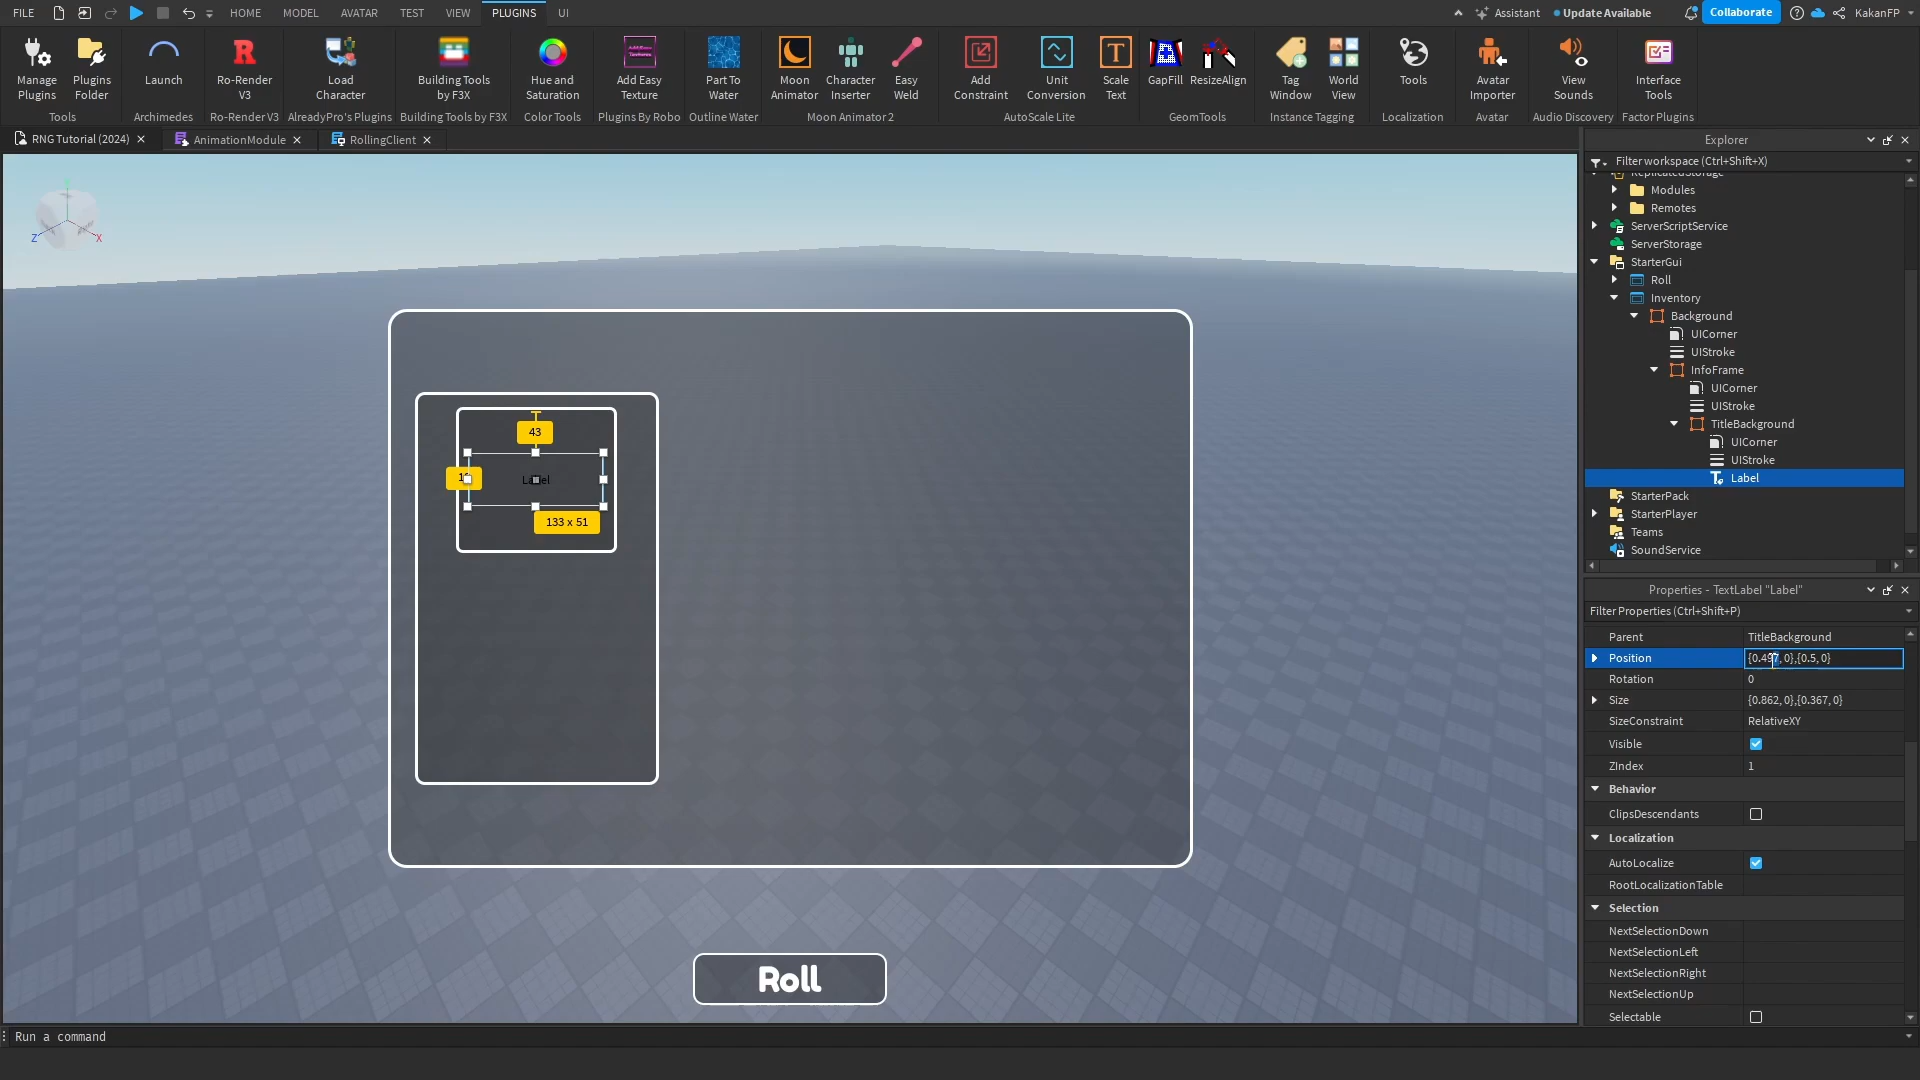 FILE HOME MODEL AVATAR TEST VIEW PLUGINS UI Assistant Update Available Collaborate KakanFP
Manage Plugins
Plugins Folder
Launch
Ro-Render V3
Load Character
Building Tools by F3X
Hue and Saturation
Add Easy Texture
Part To Water
Moon Animator
Character Inserter
Easy Weld
Add Constraint
Unit Conversion
Scale Text
GapFill
ResizeAlign
Tag Window
World View
Tools
Avatar Importer
View Sounds
Interface Tools
Tools Archimedes Ro-Render V3 AlreadyPro's Plugins Building Tools by F3X Color Tools Plugins By Robo Outline Water Moon Animator 2 AutoScale Lite GeomTools Instance Tagging Localization Avatar Audio Discovery Factor Plugins
RNG Tutorial (2024) AnimationModule RollingClient
Y
Z
X
43
Label
133 x 51
Roll
Explorer
Filter workspace (Ctrl+Shift+X)
ReplicatedStorage
Modules
Remotes
ServerScriptService
ServerStorage
StarterGui
Roll
Inventory
Background
UICorner
UIStroke
InfoFrame
UICorner
UIStroke
TitleBackground
UICorner
UIStroke
Label
StarterPack
StarterPlayer
Teams
SoundService
Properties - TextLabel "Label"
Filter Properties (Ctrl+Shift+P)
Parent TitleBackground
Position {0.497, 0},{0.5, 0}
Rotation 0
Size {0.862, 0},{0.367, 0}
SizeConstraint RelativeXY
Visible
ZIndex 1
Behavior
ClipsDescendants
Localization
AutoLocalize
RootLocalizationTable
Selection
NextSelectionDown
NextSelectionLeft
NextSelectionRight
NextSelectionUp
Selectable
Run a command